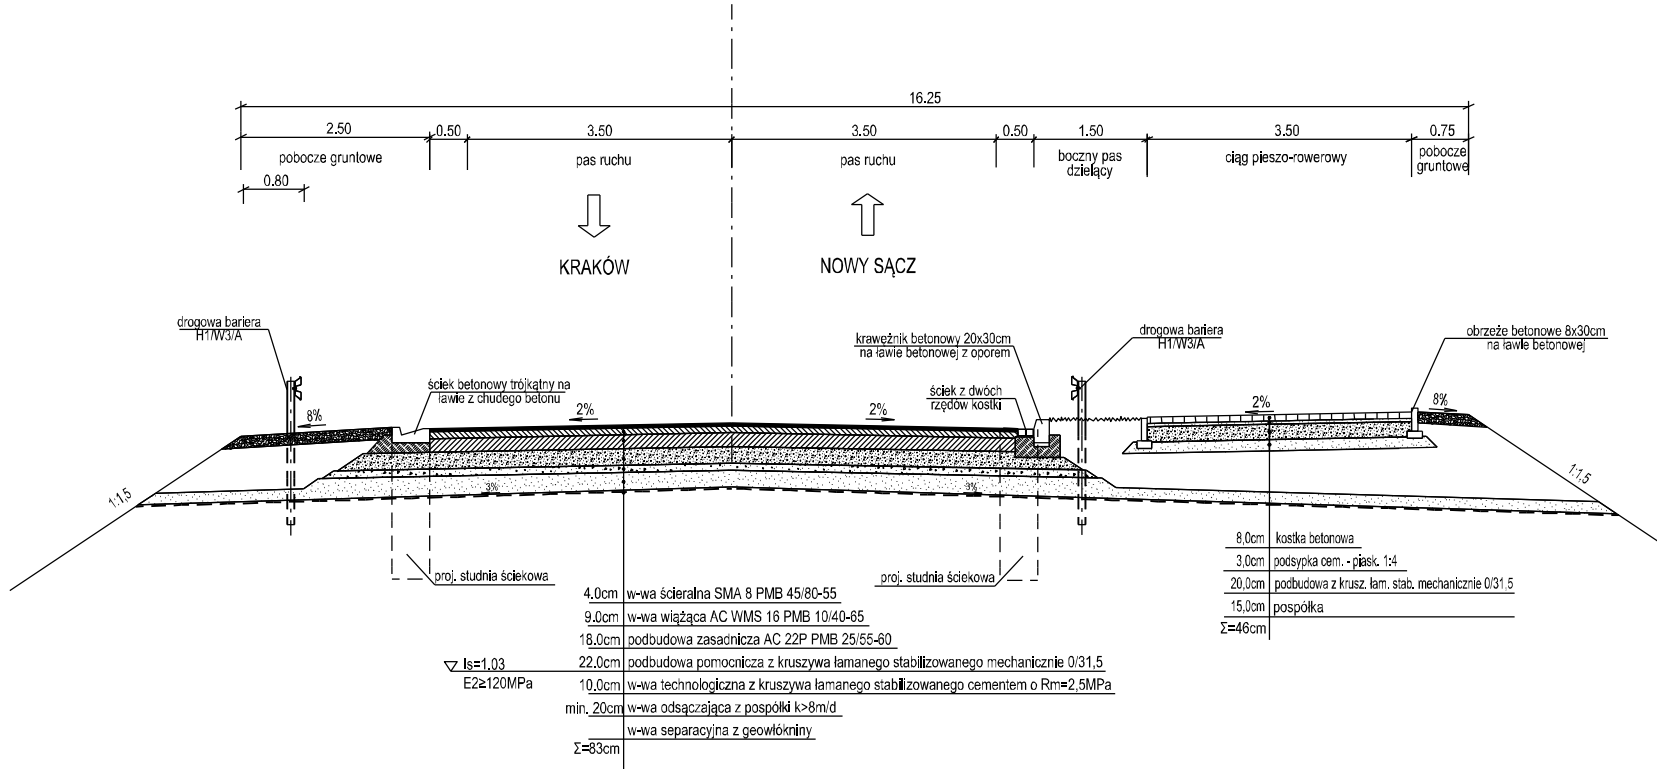 16.25
2.50 0.50 3.50 3.50 0.50 1.50 3.50 0.75
pobocze gruntowe pas ruchu pas ruchu boczny pas dzielący ciąg pieszo-rowerowy pobocze gruntowe
0.80
KRAKÓW NOWY SĄCZ
drogowa bariera
H1/W3/A
krawężnik betonowy 20x30cm
na ławie betonowej z oporem
drogowa bariera
H1/W3/A
obrzeże betonowe 8x30cm
na ławie betonowej
ściek betonowy trójkątny na
ławie z chudego betonu
ściek z dwóch
rzędów kostki
8% 2% 2% 2% 8%
1:1,5 3% 3% 1:1,5
proj. studnia ściekowa
proj. studnia ściekowa
8,0cm kostka betonowa
3,0cm podsypka cem. - piask. 1:4
20,0cm podbudowa z krusz. łam. stab. mechanicznie 0/31,5
15,0cm pospółka
Σ=46cm
4.0cm w-wa ścieralna SMA 8 PMB 45/80-55
9.0cm w-wa wiążąca AC WMS 16 PMB 10/40-65
18.0cm podbudowa zasadnicza AC 22P PMB 25/55-60
Is=1.03
22.0cm podbudowa pomocnicza z kruszywa łamanego stabilizowanego mechanicznie 0/31,5
E2≥120MPa
10.0cm w-wa technologiczna z kruszywa łamanego stabilizowanego cementem o Rm=2,5MPa
min. 20cm w-wa odsączająca z pospółki k>8m/d
w-wa separacyjna z geowłókniny
Σ=83cm